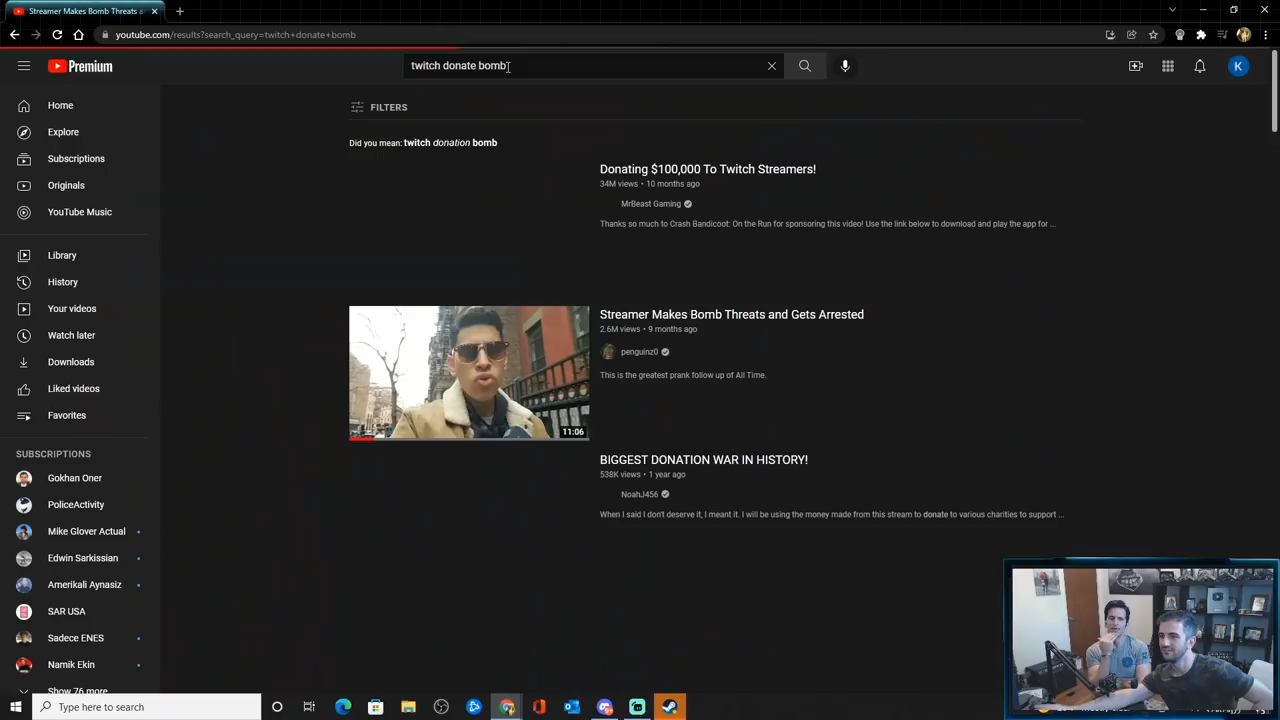 Streamer Makes Bomb Threats a
youtube.com/results?search_query=twitch+donate+bomb
Premium
twitch donate bomb
K
Home
Explore
Subscriptions
Originals
YouTube Music
Library
History
Your videos
Watch later
Downloads
Liked videos
Favorites
SUBSCRIPTIONS
Gokhan Oner
PoliceActivity
Mike Glover Actual
Edwin Sarkissian
Amerikali Aynasiz
SAR USA
Sadece ENES
Namik Ekin
Show 76 more
FILTERS
Did you mean: twitch donation bomb
Donating $100,000 To Twitch Streamers!
34M views • 10 months ago
MrBeast Gaming
Thanks so much to Crash Bandicoot: On the Run for sponsoring this video! Use the link below to download and play the app for ...
11:06
Streamer Makes Bomb Threats and Gets Arrested
2.6M views • 9 months ago
penguinz0
This is the greatest prank follow up of All Time.
BIGGEST DONATION WAR IN HISTORY!
538K views • 1 year ago
NoahJ456
When I said I don't deserve it, I meant it. I will be using the money made from this stream to donate to various charities to support ...
Type here to search